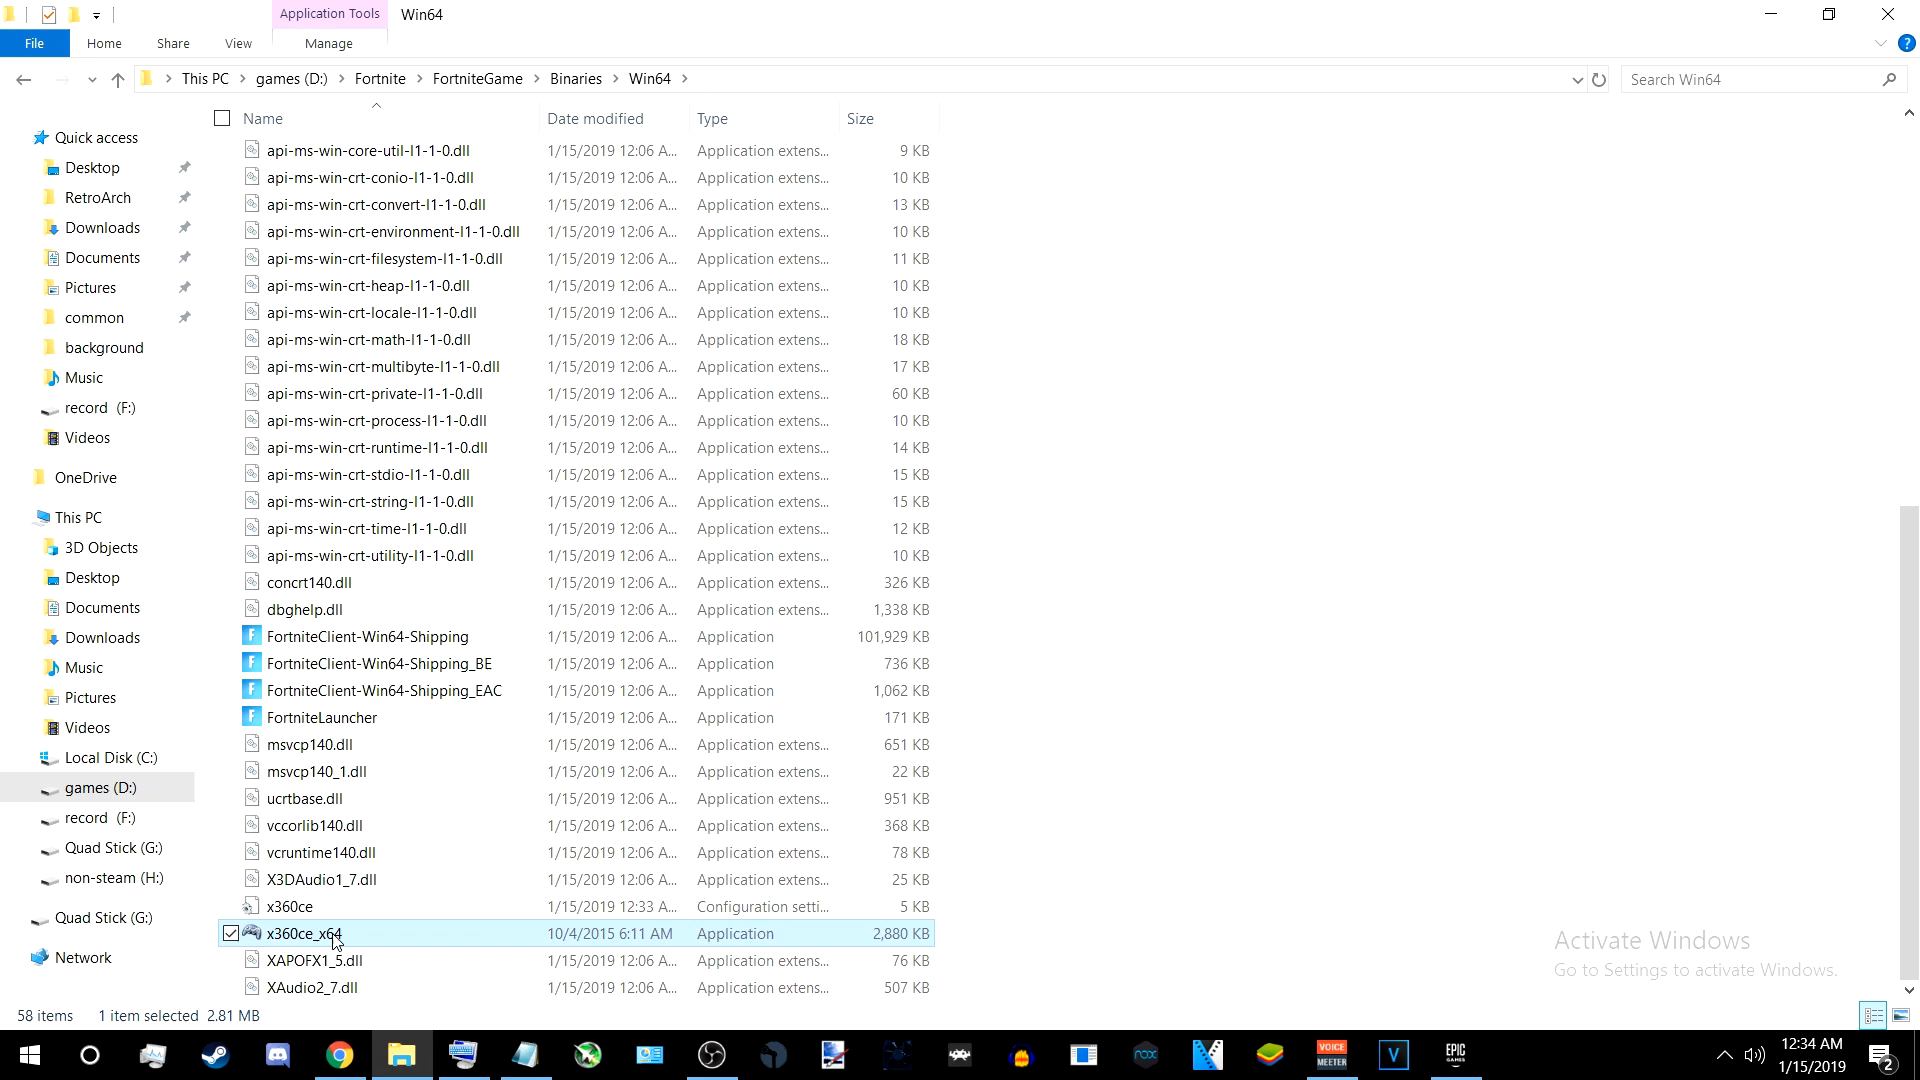 Application Tools
Win64
File
Home
Share
View
Manage
This PC
games (D:)
Fortnite
FortniteGame
Binaries
Win64
Search Win64
Name
Date modified
Type
Size
Quick access
Desktop
RetroArch
Downloads
Documents
Pictures
common
background
Music
record (F:)
Videos
OneDrive
This PC
3D Objects
Desktop
Documents
Downloads
Music
Pictures
Videos
Local Disk (C:)
games (D:)
record (F:)
Quad Stick (G:)
non-steam (H:)
Quad Stick (G:)
Network
api-ms-win-core-util-l1-1-0.dll 1/15/2019 12:06 A... Application extens... 9 KB
api-ms-win-crt-conio-l1-1-0.dll 1/15/2019 12:06 A... Application extens... 10 KB
api-ms-win-crt-convert-l1-1-0.dll 1/15/2019 12:06 A... Application extens... 13 KB
api-ms-win-crt-environment-l1-1-0.dll 1/15/2019 12:06 A... Application extens... 10 KB
api-ms-win-crt-filesystem-l1-1-0.dll 1/15/2019 12:06 A... Application extens... 11 KB
api-ms-win-crt-heap-l1-1-0.dll 1/15/2019 12:06 A... Application extens... 10 KB
api-ms-win-crt-locale-l1-1-0.dll 1/15/2019 12:06 A... Application extens... 10 KB
api-ms-win-crt-math-l1-1-0.dll 1/15/2019 12:06 A... Application extens... 18 KB
api-ms-win-crt-multibyte-l1-1-0.dll 1/15/2019 12:06 A... Application extens... 17 KB
api-ms-win-crt-private-l1-1-0.dll 1/15/2019 12:06 A... Application extens... 60 KB
api-ms-win-crt-process-l1-1-0.dll 1/15/2019 12:06 A... Application extens... 10 KB
api-ms-win-crt-runtime-l1-1-0.dll 1/15/2019 12:06 A... Application extens... 14 KB
api-ms-win-crt-stdio-l1-1-0.dll 1/15/2019 12:06 A... Application extens... 15 KB
api-ms-win-crt-string-l1-1-0.dll 1/15/2019 12:06 A... Application extens... 15 KB
api-ms-win-crt-time-l1-1-0.dll 1/15/2019 12:06 A... Application extens... 12 KB
api-ms-win-crt-utility-l1-1-0.dll 1/15/2019 12:06 A... Application extens... 10 KB
concrt140.dll 1/15/2019 12:06 A... Application extens... 326 KB
dbghelp.dll 1/15/2019 12:06 A... Application extens... 1,338 KB
FortniteClient-Win64-Shipping 1/15/2019 12:06 A... Application 101,929 KB
FortniteClient-Win64-Shipping_BE 1/15/2019 12:06 A... Application 736 KB
FortniteClient-Win64-Shipping_EAC 1/15/2019 12:06 A... Application 1,062 KB
FortniteLauncher 1/15/2019 12:06 A... Application 171 KB
msvcp140.dll 1/15/2019 12:06 A... Application extens... 651 KB
msvcp140_1.dll 1/15/2019 12:06 A... Application extens... 22 KB
ucrtbase.dll 1/15/2019 12:06 A... Application extens... 951 KB
vccorlib140.dll 1/15/2019 12:06 A... Application extens... 368 KB
vcruntime140.dll 1/15/2019 12:06 A... Application extens... 78 KB
X3DAudio1_7.dll 1/15/2019 12:06 A... Application extens... 25 KB
x360ce 1/15/2019 12:33 A... Configuration setti... 5 KB
x360ce_x64 10/4/2015 6:11 AM Application 2,880 KB
XAPOFX1_5.dll 1/15/2019 12:06 A... Application extens... 76 KB
XAudio2_7.dll 1/15/2019 12:06 A... Application extens... 507 KB
Activate Windows
Go to Settings to activate Windows.
58 items 1 item selected 2.81 MB
nox
VOICE
MEETER
V
EPIC
GAMES
12:34 AM
1/15/2019
2